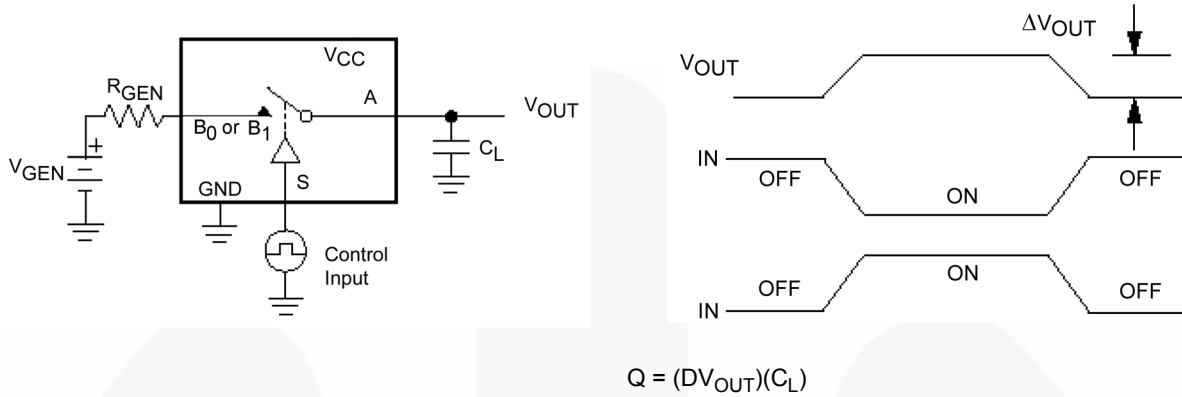 VCC
RGEN
A
VOUT
B0 or B1
+
CL
VGEN
S
GND
Control
Input
ΔVOUT
VOUT
IN
OFF
ON
OFF
OFF
ON
OFF
IN
Q = (DVOUT)(CL)